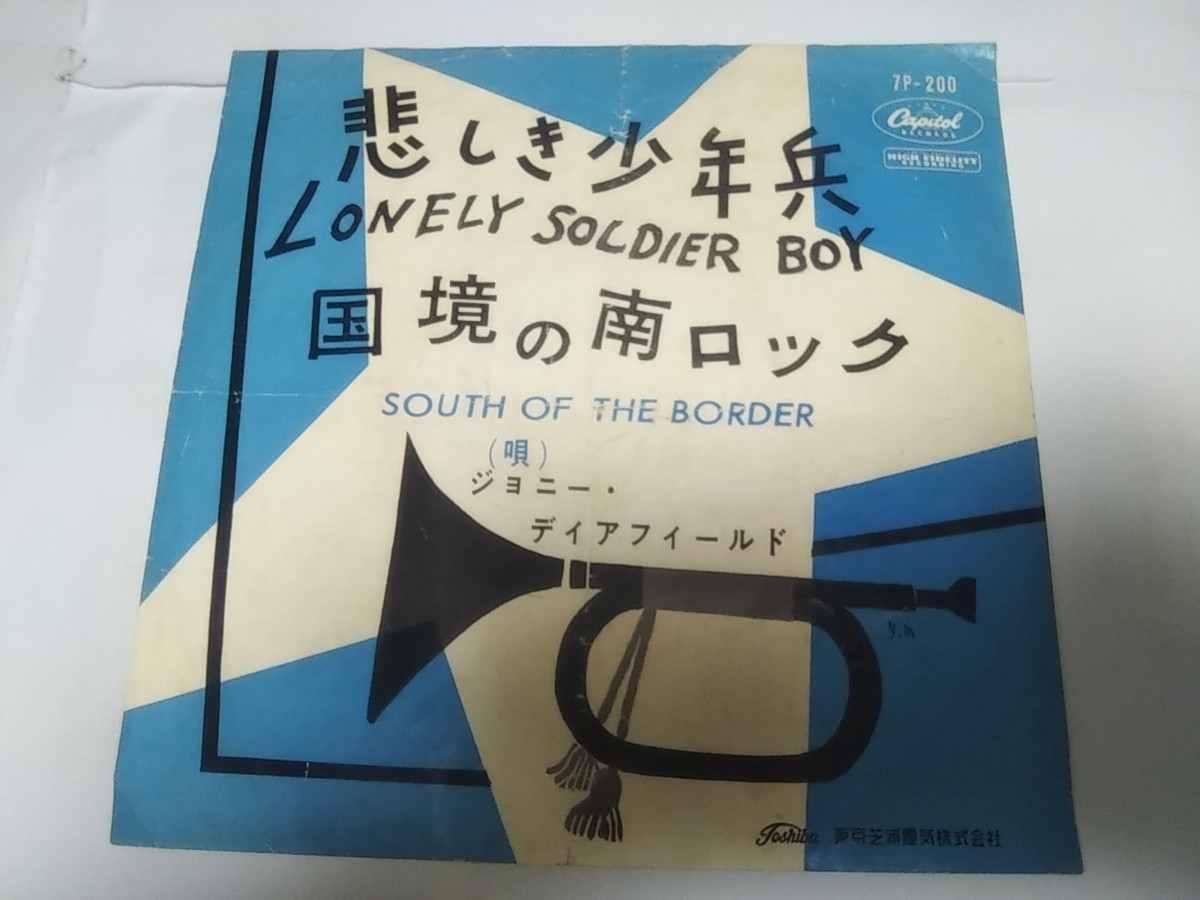 7P-200
Capitol
RECORDS
HIGH FIDELITY
RECORDING
悲しき少年兵
LONELY SOLDIER BOY
国境の南ロック
SOUTH OF THE BORDER
(唄)
ジョニー・
デイアフィールド
y.m
Toshiba 東京芝浦電気株式会社